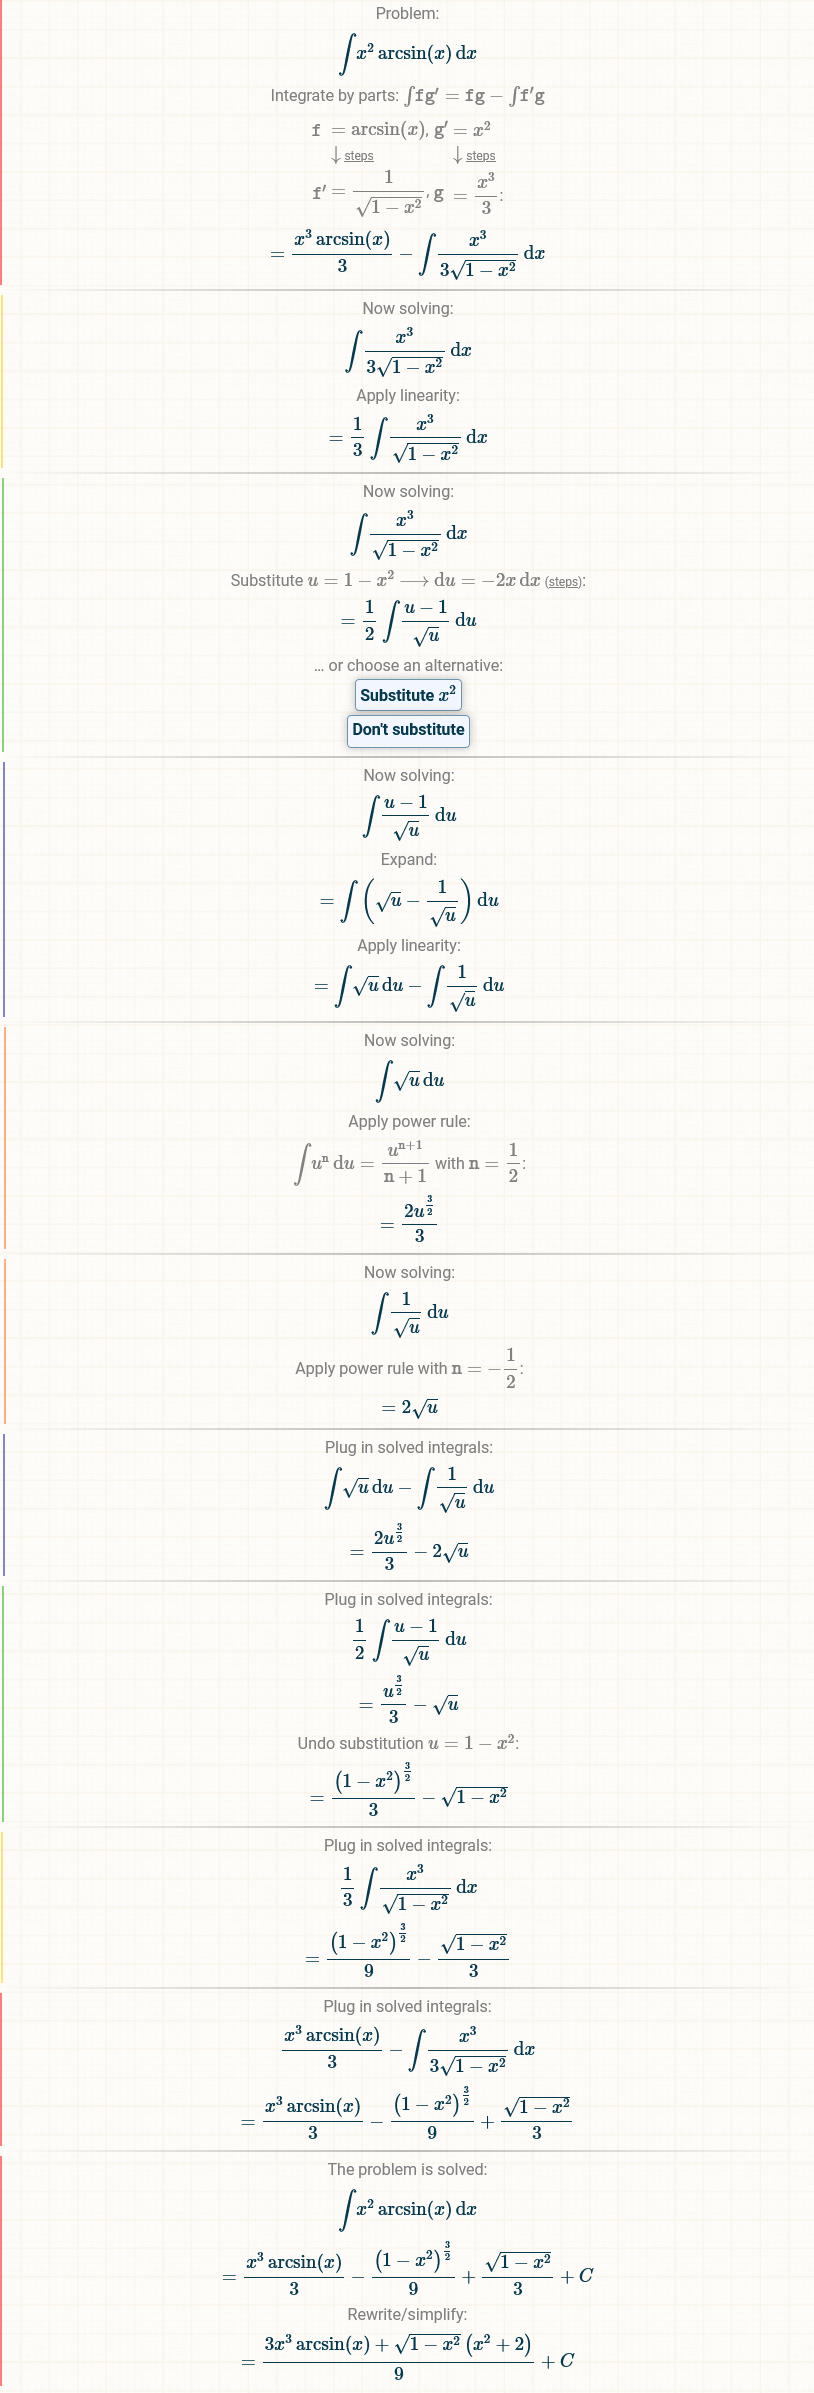 Problem:
∫ x² arcsin(x) dx
Integrate by parts: ∫fg′ = fg − ∫f′g
f = arcsin(x), g′ = x²
↓ steps ↓ steps
f′ = 1/√(1 − x²), g = x³/3:
= x³ arcsin(x)/3 − ∫ x³/(3√(1 − x²)) dx
Now solving:
∫ x³/(3√(1 − x²)) dx
Apply linearity:
= 1/3 ∫ x³/√(1 − x²) dx
Now solving:
∫ x³/√(1 − x²) dx
Substitute u = 1 − x² ⟶ du = −2x dx (steps):
= 1/2 ∫ (u − 1)/√u du
… or choose an alternative:
Substitute x²
Don't substitute
Now solving:
∫ (u − 1)/√u du
Expand:
= ∫ (√u − 1/√u) du
Apply linearity:
= ∫ √u du − ∫ 1/√u du
Now solving:
∫ √u du
Apply power rule:
∫ uⁿ du = uⁿ⁺¹/(n + 1) with n = 1/2:
= 2u^(3/2)/3
Now solving:
∫ 1/√u du
Apply power rule with n = −1/2:
= 2√u
Plug in solved integrals:
∫ √u du − ∫ 1/√u du
= 2u^(3/2)/3 − 2√u
Plug in solved integrals:
1/2 ∫ (u − 1)/√u du
= u^(3/2)/3 − √u
Undo substitution u = 1 − x²:
= (1 − x²)^(3/2)/3 − √(1 − x²)
Plug in solved integrals:
1/3 ∫ x³/√(1 − x²) dx
= (1 − x²)^(3/2)/9 − √(1 − x²)/3
Plug in solved integrals:
x³ arcsin(x)/3 − ∫ x³/(3√(1 − x²)) dx
= x³ arcsin(x)/3 − (1 − x²)^(3/2)/9 + √(1 − x²)/3
The problem is solved:
∫ x² arcsin(x) dx
= x³ arcsin(x)/3 − (1 − x²)^(3/2)/9 + √(1 − x²)/3 + C
Rewrite/simplify:
= (3x³ arcsin(x) + √(1 − x²) (x² + 2))/9 + C